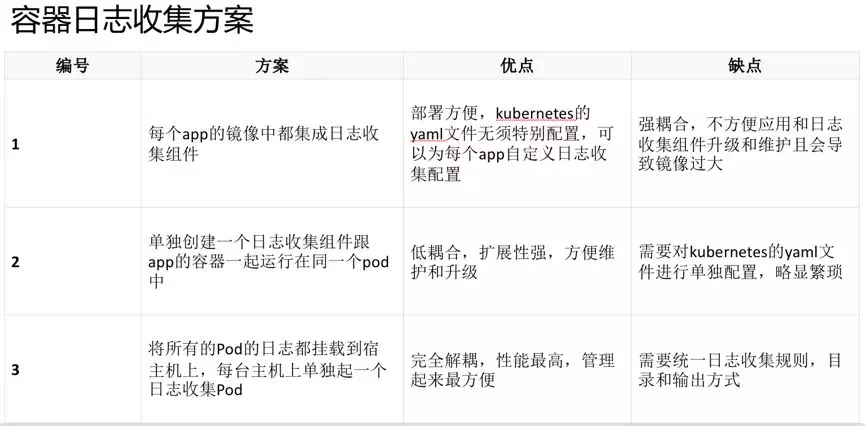 容器日志收集方案
编号
方案
优点
缺点
1
每个app的镜像中都集成日志收
集组件
部署方便，kubernetes的
yaml文件无须特别配置，可
以为每个app自定义日志收
集配置
强耦合，不方便应用和日志
收集组件升级和维护且会导
致镜像过大
2
单独创建一个日志收集组件跟
app的容器一起运行在同一个pod
中
低耦合，扩展性强，方便维
护和升级
需要对kubernetes的yaml文
件进行单独配置，略显繁琐
3
将所有的Pod的日志都挂载到宿
主机上，每台主机上单独起一个
日志收集Pod
完全解耦，性能最高，管理
起来最方便
需要统一日志收集规则，目
录和输出方式